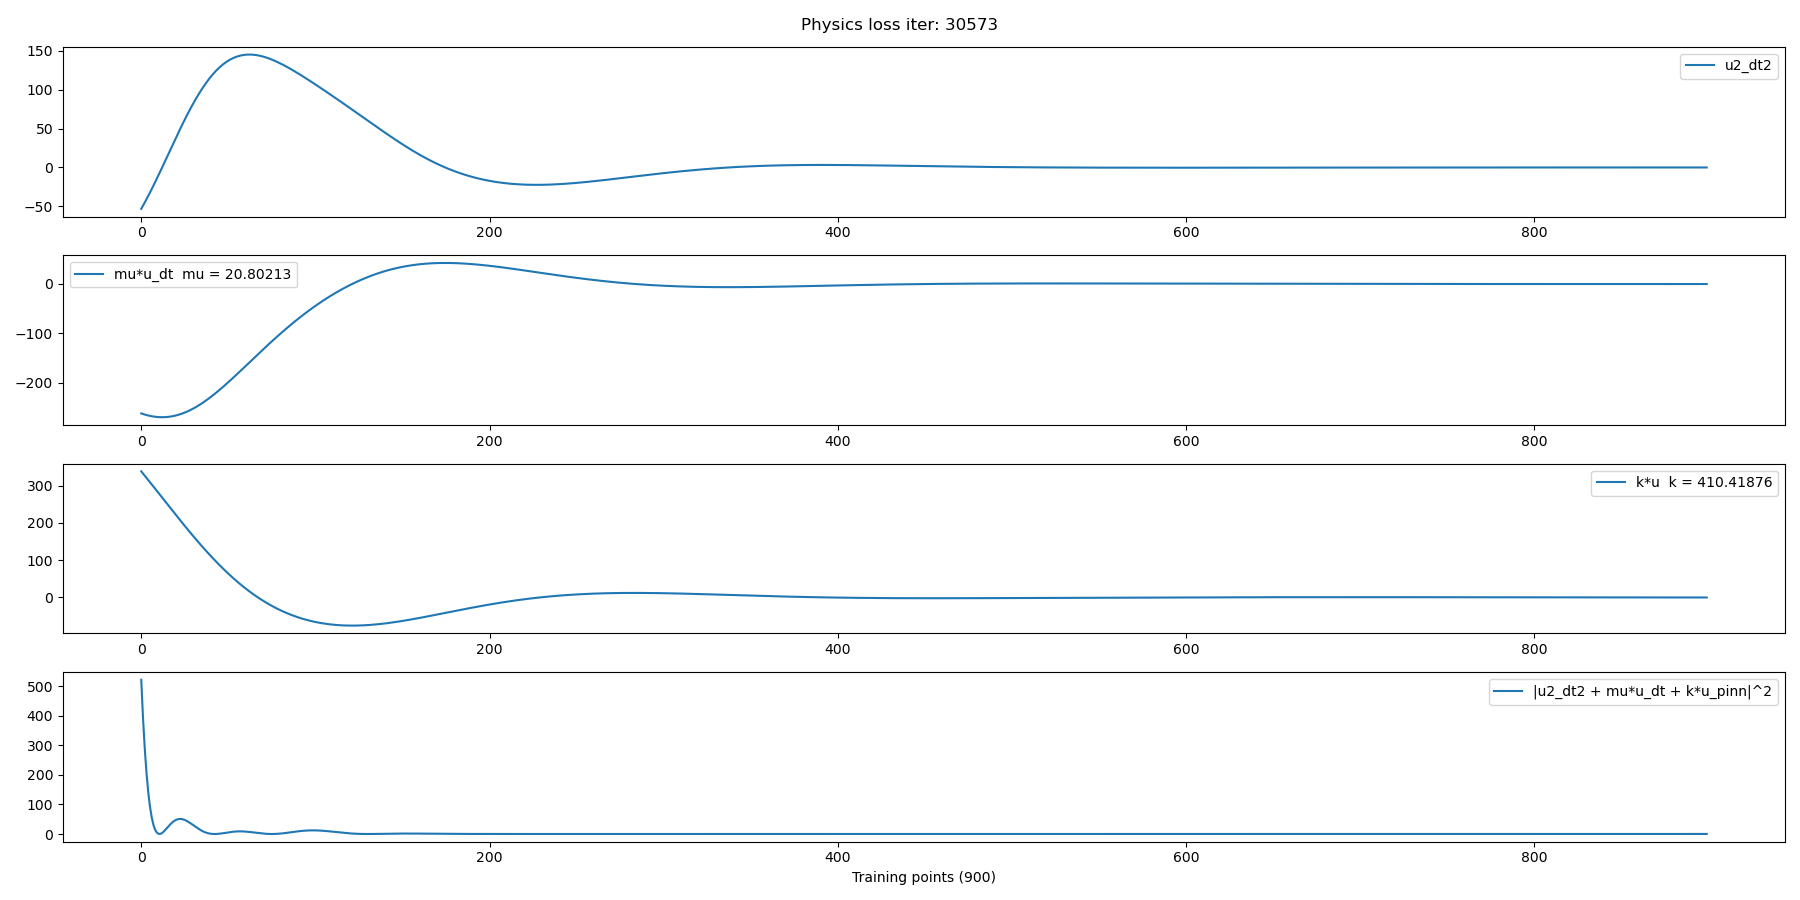 Physics loss iter: 30573
150
100
50
0
−50
u2_dt2
0 200 400 600 800
0
−100
−200
mu*u_dt  mu = 20.80213
0 200 400 600 800
300
200
100
0
k*u  k = 410.41876
0 200 400 600 800
500
400
300
200
100
0
|u2_dt2 + mu*u_dt + k*u_pinn|^2
0 200 400 600 800
Training points (900)